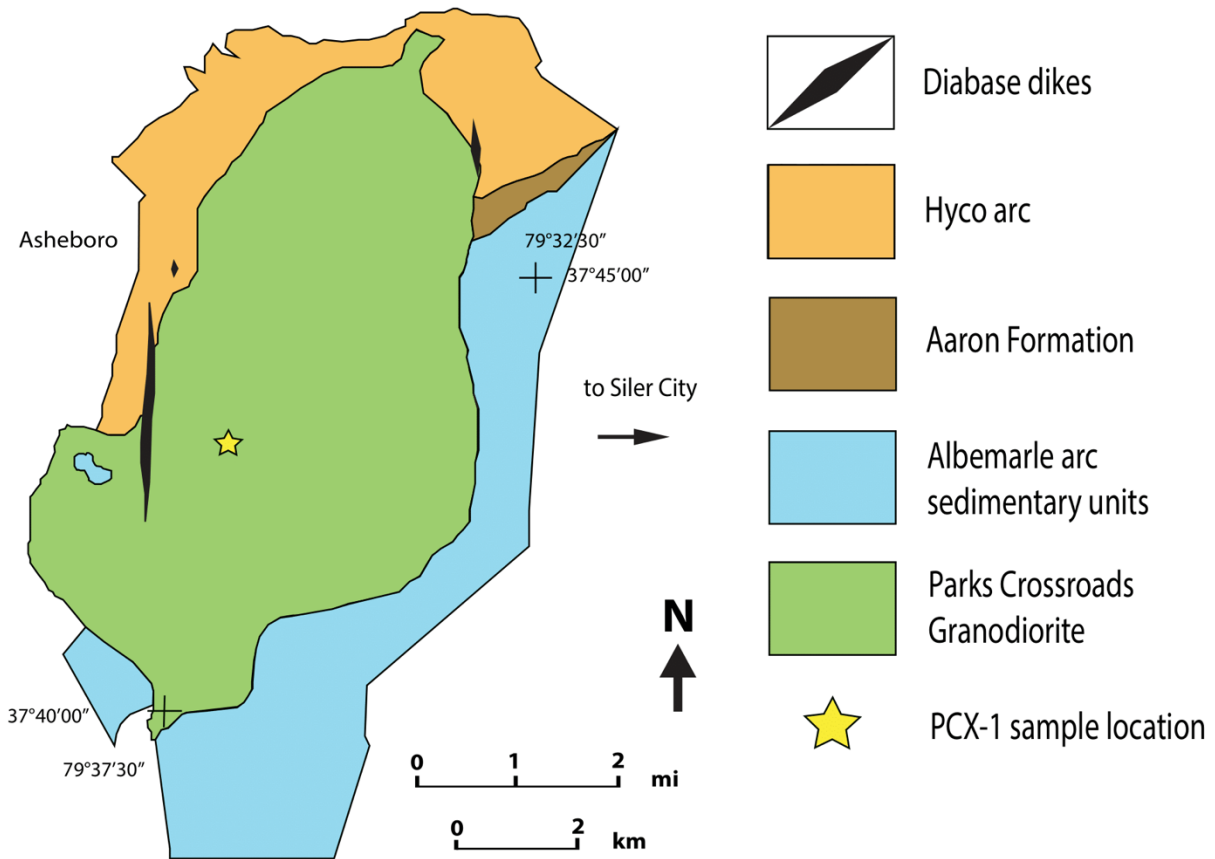 Asheboro
79°32'30"
37°45'00"
to Siler City
37°40'00"
79°37'30"
N
0 1 2
mi
0 2
km
Diabase dikes
Hyco arc
Aaron Formation
Albemarle arc
sedimentary units
Parks Crossroads
Granodiorite
PCX-1 sample location